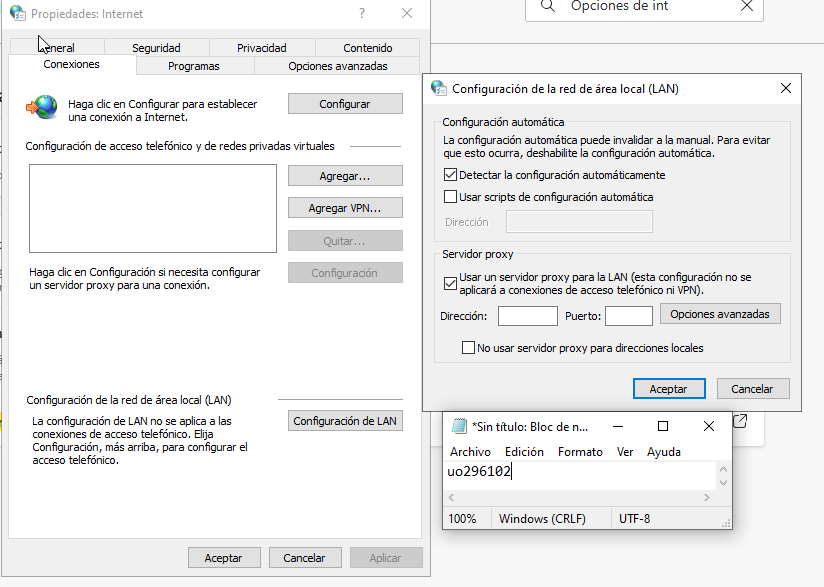 Propiedades: Internet
General
Seguridad
Privacidad
Contenido
Conexiones
Programas
Opciones avanzadas
Haga clic en Configurar para establecer
una conexión a Internet.
Configurar
Configuración de acceso telefónico y de redes privadas virtuales
Agregar...
Agregar VPN...
Quitar...
Configuración
Haga clic en Configuración si necesita configurar
un servidor proxy para una conexión.
Configuración de la red de área local (LAN)
La configuración de LAN no se aplica a las
conexiones de acceso telefónico. Elija
Configuración, más arriba, para configurar el
acceso telefónico.
Configuración de LAN
Aceptar
Cancelar
Aplicar
Opciones de int
Configuración de la red de área local (LAN)
Configuración automática
La configuración automática puede invalidar a la manual. Para evitar
que esto ocurra, deshabilite la configuración automática.
Detectar la configuración automáticamente
Usar scripts de configuración automática
Dirección
Servidor proxy
Usar un servidor proxy para la LAN (esta configuración no se
aplicará a conexiones de acceso telefónico ni VPN).
Dirección:
Puerto:
Opciones avanzadas
No usar servidor proxy para direcciones locales
Aceptar
Cancelar
*Sin título: Bloc de n...
Archivo Edición Formato Ver Ayuda
uo296102
100% Windows (CRLF) UTF-8